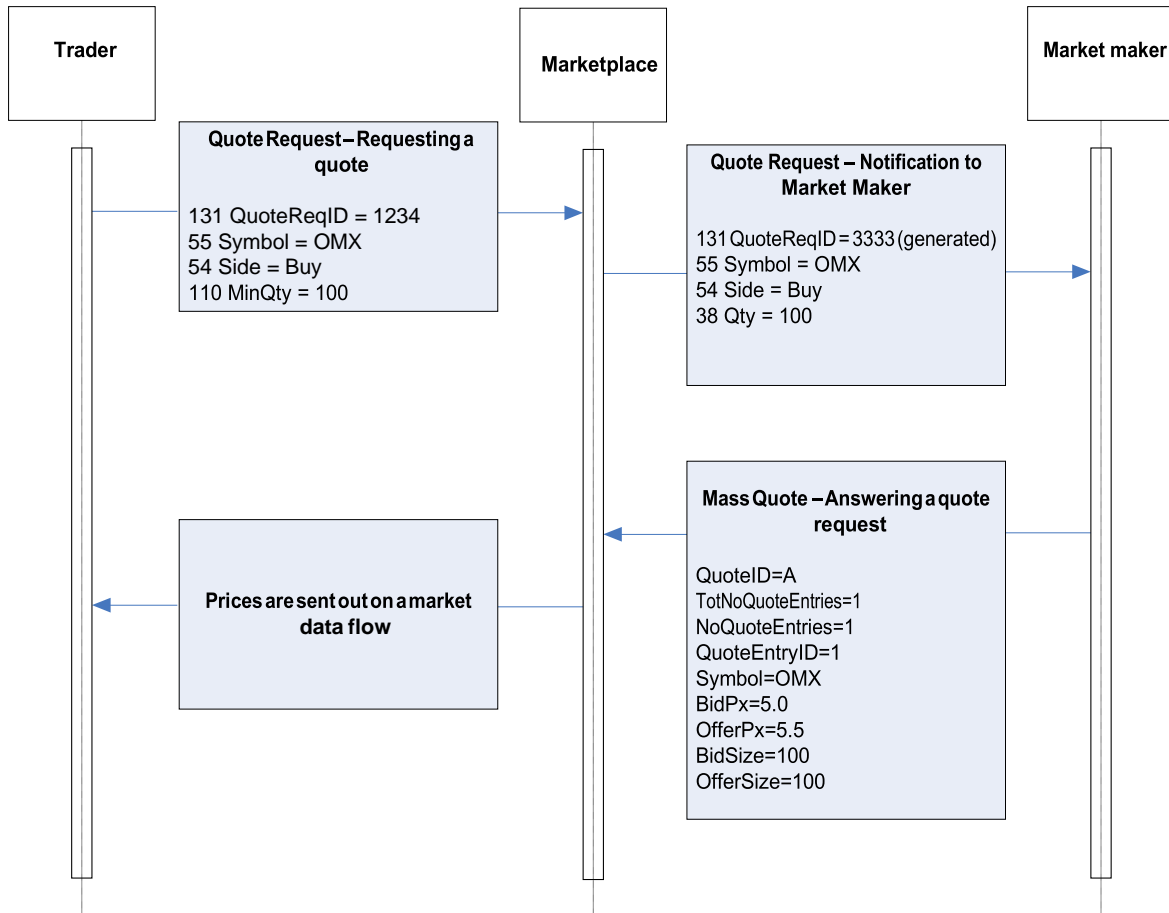 Trader
Marketplace
Market maker
Quote Request – Requesting a
quote
131 QuoteReqID = 1234
55 Symbol = OMX
54 Side = Buy
110 MinQty = 100
Quote Request – Notification to
Market Maker
131 QuoteReqID = 3333 (generated)
55 Symbol = OMX
54 Side = Buy
38 Qty = 100
Mass Quote – Answering a quote
request
QuoteID=A
TotNoQuoteEntries=1
NoQuoteEntries=1
QuoteEntryID=1
Symbol=OMX
BidPx=5.0
OfferPx=5.5
BidSize=100
OfferSize=100
Prices are sent out on a market
data flow